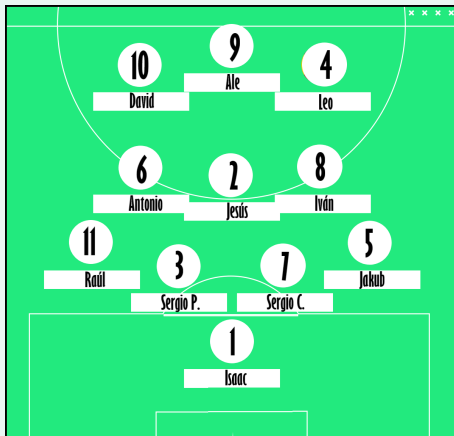 9
10
4
Ale
David
Leo
6
2
8
Antonio
Jesús
Iván
11
5
3
7
Raúl
Jakub
Sergio P.
Sergio C.
1
Isaac